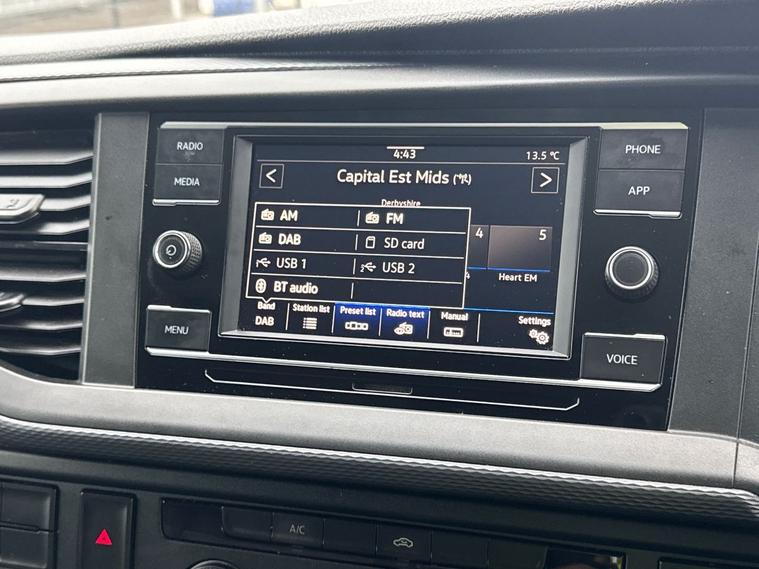 RADIO
MEDIA
MENU
PHONE
APP
VOICE
4:43
13.5 °C
< Capital Est Mids >
Derbyshire
AM FM
DAB SD card
USB 1 USB 2
BT audio
4 5
Heart EM
Band Station list Preset list Radio text Manual Settings
DAB
A/C